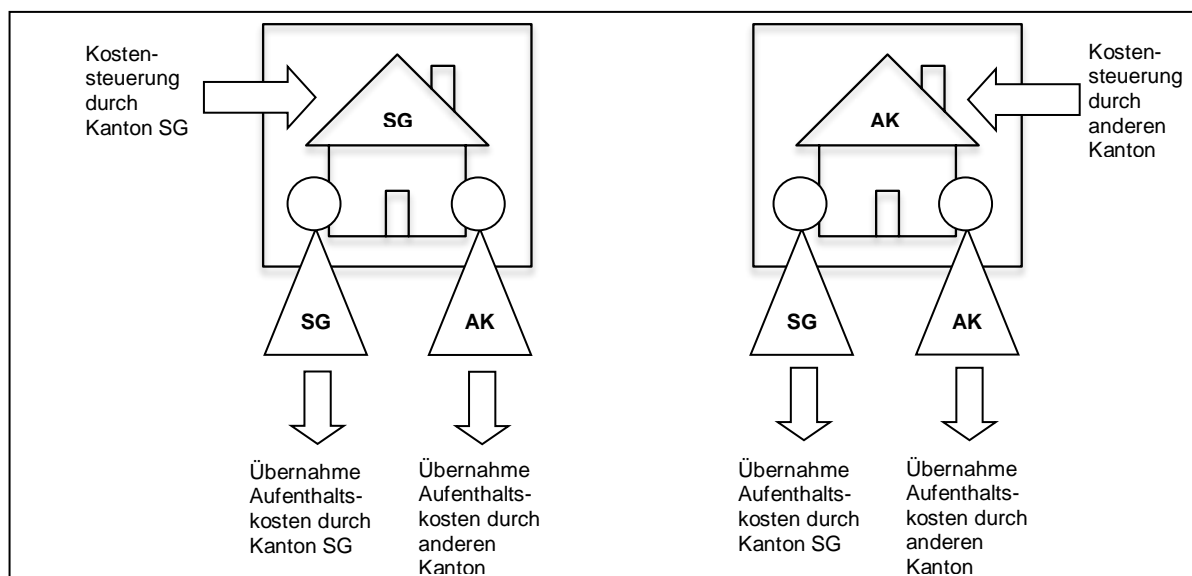 Kosten-
steuerung
durch
Kanton SG
SG
SG
AK
Übernahme
Aufenthalts-
kosten durch
Kanton SG
Übernahme
Aufenthalts-
kosten durch
anderen
Kanton
AK
Kosten-
steuerung
durch
anderen
Kanton
SG
AK
Übernahme
Aufenthalts-
kosten durch
Kanton SG
Übernahme
Aufenthalts-
kosten durch
anderen
Kanton